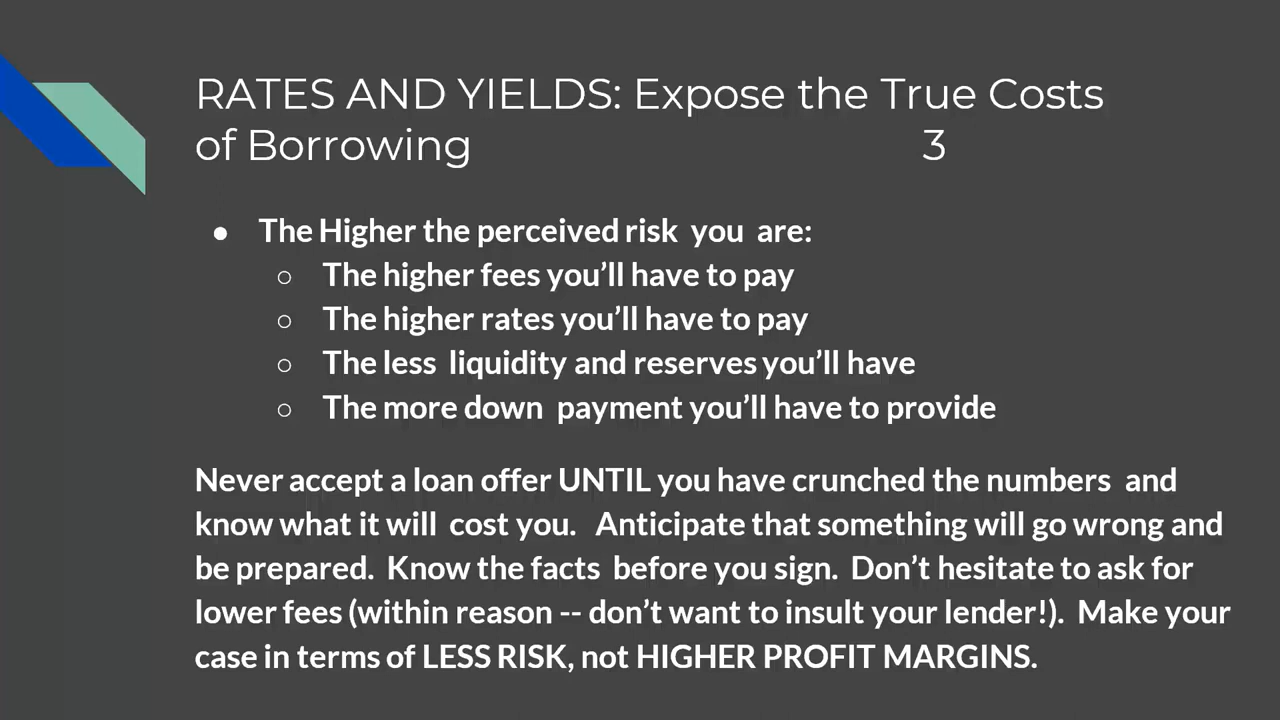 RATES AND YIELDS: Expose the True Costs
of Borrowing 3
● The Higher the perceived risk you are:
○ The higher fees you’ll have to pay
○ The higher rates you’ll have to pay
○ The less liquidity and reserves you’ll have
○ The more down payment you’ll have to provide
Never accept a loan offer UNTIL you have crunched the numbers and
know what it will cost you. Anticipate that something will go wrong and
be prepared. Know the facts before you sign. Don’t hesitate to ask for
lower fees (within reason -- don’t want to insult your lender!). Make your
case in terms of LESS RISK, not HIGHER PROFIT MARGINS.